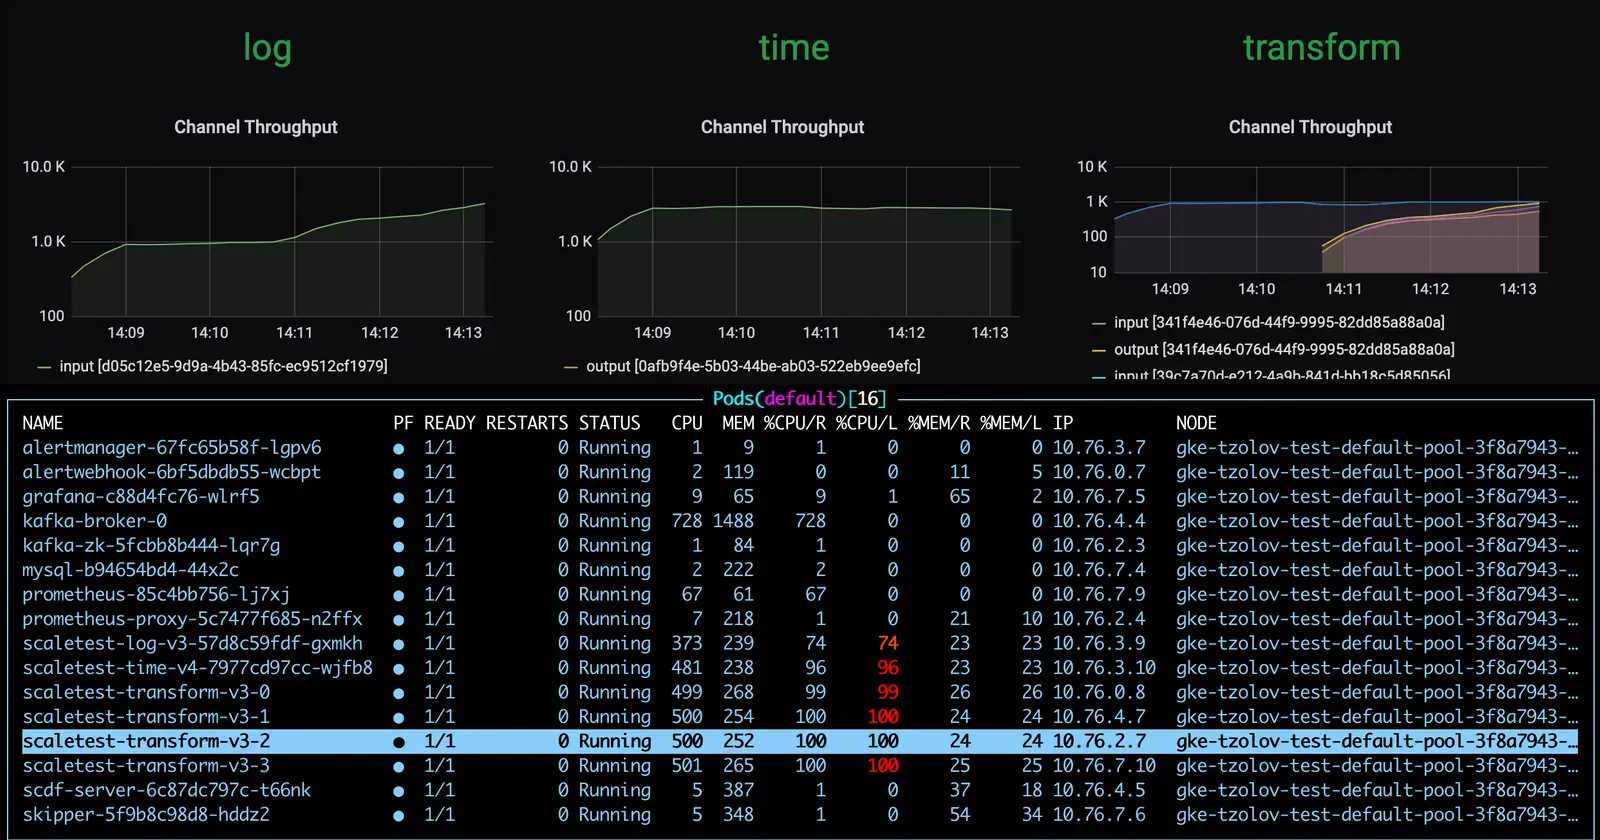 log
time
transform
Channel Throughput
10.0 K
1.0 K
100
14:09 14:10 14:11 14:12 14:13
input [d05c12e5-9d9a-4b43-85fc-ec9512cf1979]
Channel Throughput
10.0 K
1.0 K
100
14:09 14:10 14:11 14:12 14:13
output [0afb9f4e-5b03-44be-ab03-522eb9ee9efc]
Channel Throughput
10 K
1 K
100
10
14:09 14:10 14:11 14:12 14:13
input [341f4e46-076d-44f9-9995-82dd85a88a0a]
output [341f4e46-076d-44f9-9995-82dd85a88a0a]
input [39c7a70d-e212-4a9b-841d-bb18c5d85056]
Pods(default)[16]
NAME PF READY RESTARTS STATUS CPU MEM %CPU/R %CPU/L %MEM/R %MEM/L IP NODE
alertmanager-67fc65b58f-lgpv6 ● 1/1 0 Running 1 9 1 0 0 0 10.76.3.7 gke-tzolov-test-default-pool-3f8a7943-…
alertwebhook-6bf5dbdb55-wcbpt ● 1/1 0 Running 2 119 0 0 11 5 10.76.0.7 gke-tzolov-test-default-pool-3f8a7943-…
grafana-c88d4fc76-wlrf5 ● 1/1 0 Running 9 65 9 1 65 2 10.76.7.5 gke-tzolov-test-default-pool-3f8a7943-…
kafka-broker-0 ● 1/1 0 Running 728 1488 728 0 0 0 10.76.4.4 gke-tzolov-test-default-pool-3f8a7943-…
kafka-zk-5fcbb8b444-lqr7g ● 1/1 0 Running 1 84 1 0 0 0 10.76.2.3 gke-tzolov-test-default-pool-3f8a7943-…
mysql-b94654bd4-44x2c ● 1/1 0 Running 2 222 2 0 0 0 10.76.7.4 gke-tzolov-test-default-pool-3f8a7943-…
prometheus-85c4bb756-lj7xj ● 1/1 0 Running 67 61 67 0 0 0 10.76.7.9 gke-tzolov-test-default-pool-3f8a7943-…
prometheus-proxy-5c7477f685-n2ffx ● 1/1 0 Running 7 218 1 0 21 10 10.76.2.4 gke-tzolov-test-default-pool-3f8a7943-…
scaletest-log-v3-57d8c59fdf-gxmkh ● 1/1 0 Running 373 239 74 74 23 23 10.76.3.9 gke-tzolov-test-default-pool-3f8a7943-…
scaletest-time-v4-7977cd97cc-wjfb8 ● 1/1 0 Running 481 238 96 96 23 23 10.76.3.10 gke-tzolov-test-default-pool-3f8a7943-…
scaletest-transform-v3-0 ● 1/1 0 Running 499 268 99 99 26 26 10.76.0.8 gke-tzolov-test-default-pool-3f8a7943-…
scaletest-transform-v3-1 ● 1/1 0 Running 500 254 100 100 24 24 10.76.4.7 gke-tzolov-test-default-pool-3f8a7943-…
scaletest-transform-v3-2 ● 1/1 0 Running 500 252 100 100 24 24 10.76.2.7 gke-tzolov-test-default-pool-3f8a7943-…
scaletest-transform-v3-3 ● 1/1 0 Running 501 265 100 100 25 25 10.76.7.10 gke-tzolov-test-default-pool-3f8a7943-…
scdf-server-6c87dc797c-t66nk ● 1/1 0 Running 5 387 1 0 37 18 10.76.4.5 gke-tzolov-test-default-pool-3f8a7943-…
skipper-5f9b8c98d8-hddz2 ● 1/1 0 Running 5 348 1 0 54 34 10.76.7.6 gke-tzolov-test-default-pool-3f8a7943-…